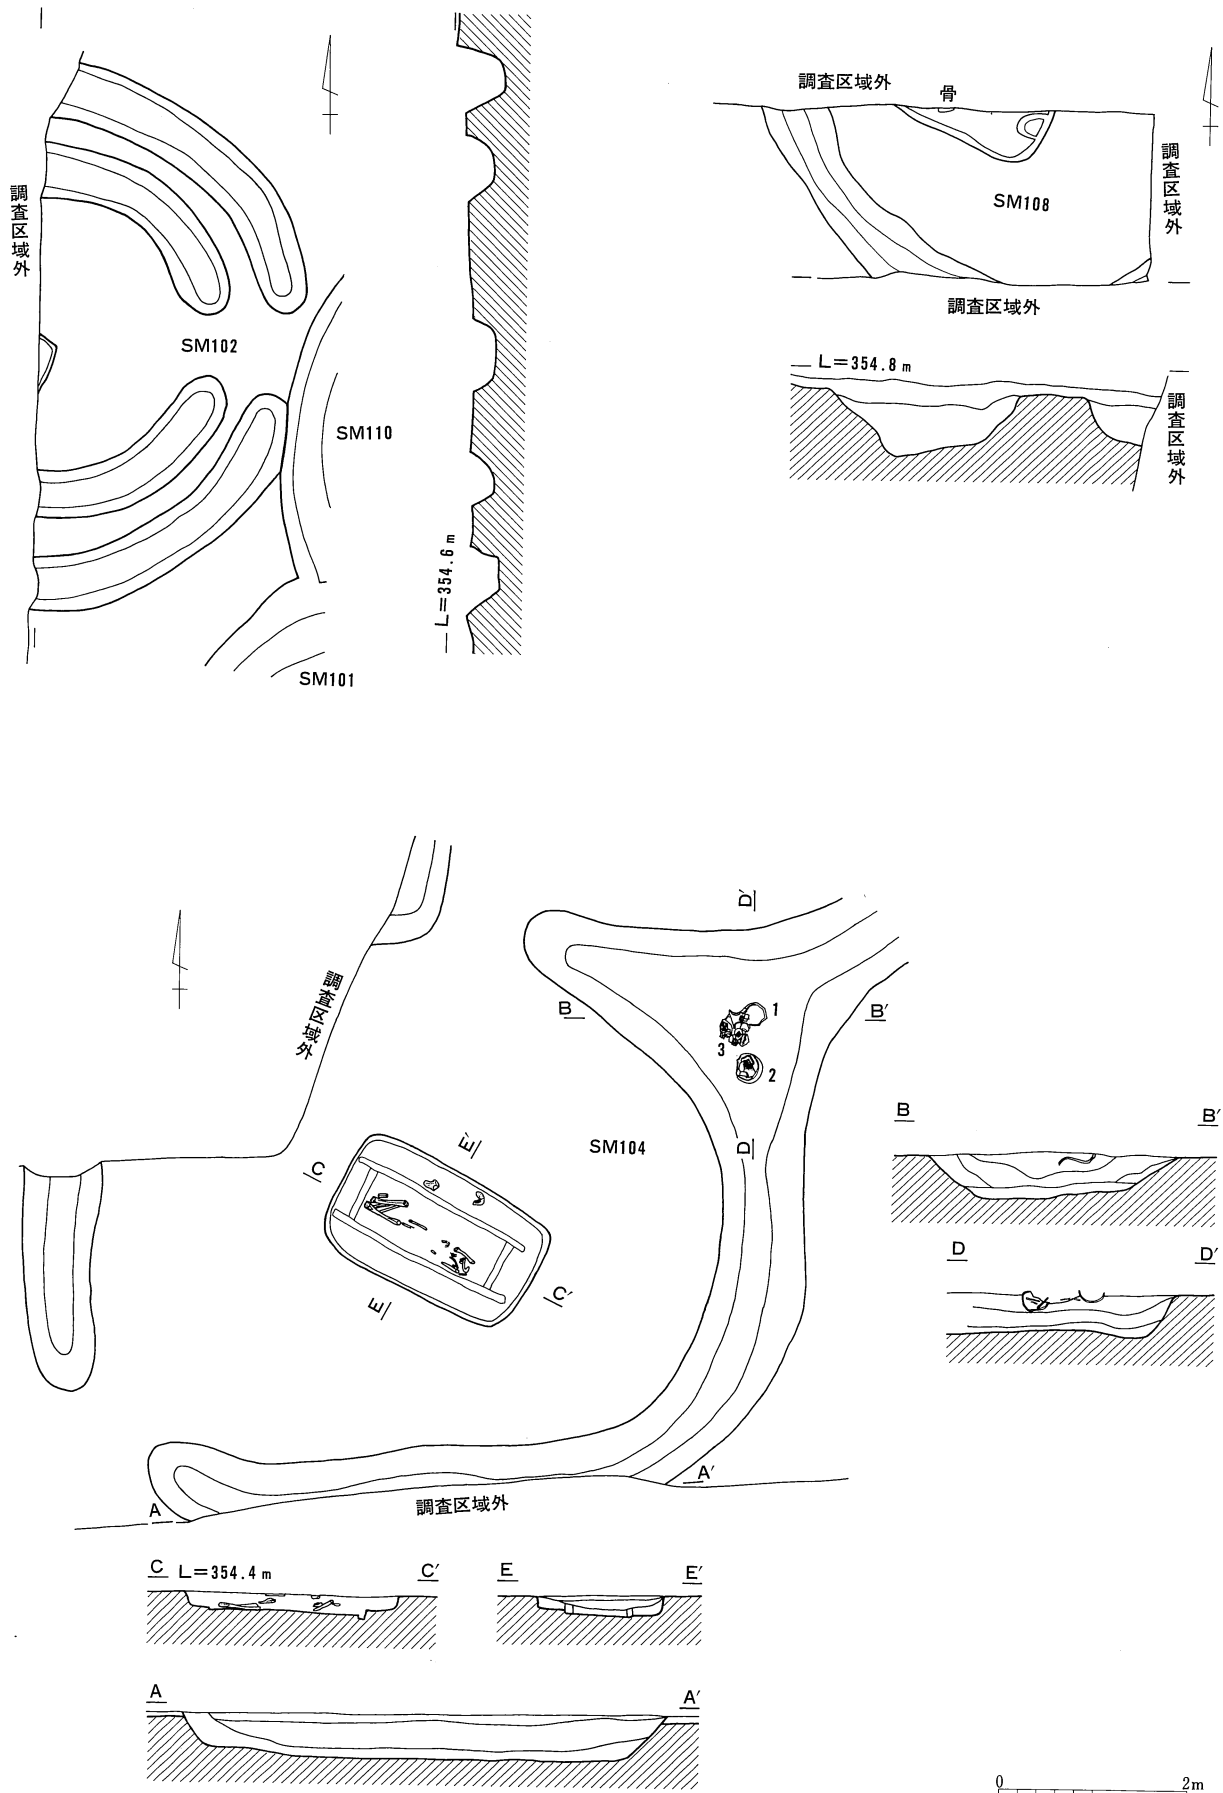 調査区域外
SM102
SM110
SM101
L=354.6m
調査区域外
骨
SM108
調査区域外
調査区域外
L=354.8m
調査区域外
調査区域外
D′
B
B′
1
3
2
D
SM104
C
E′
E
C′
A
A′
調査区域外
B
B′
D
D′
C
L=354.4m
C′
E
E′
A
A′
0
2m